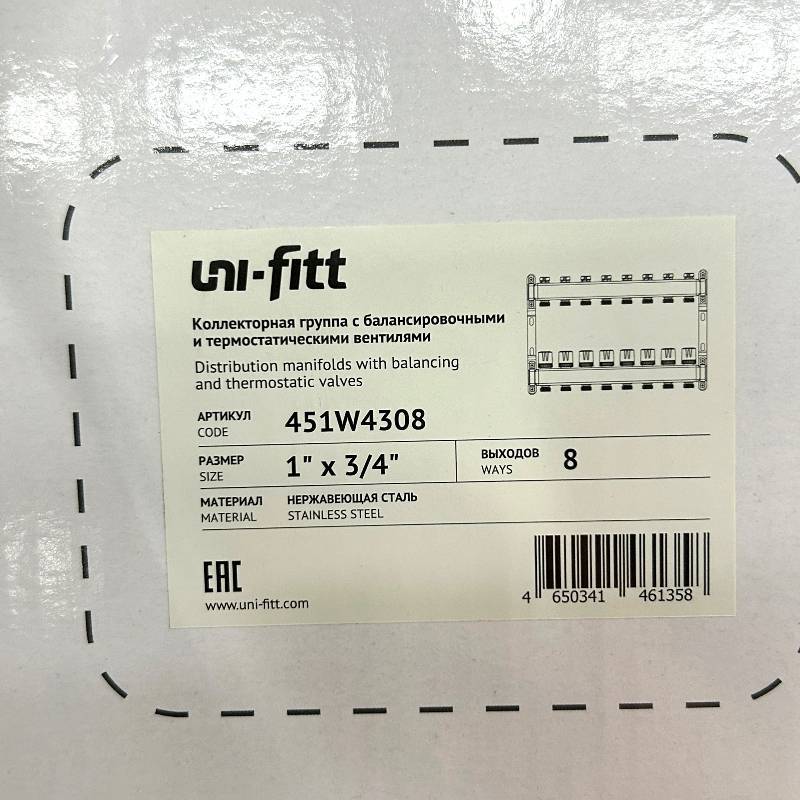 uni-fitt
Коллекторная группа с балансировочными
и термостатическими вентилями
Distribution manifolds with balancing
and thermostatic valves
АРТИКУЛ
CODE
451W4308
РАЗМЕР
SIZE
1" x 3/4"
ВЫХОДОВ
WAYS
8
МАТЕРИАЛ
MATERIAL
НЕРЖАВЕЮЩАЯ СТАЛЬ
STAINLESS STEEL
EAC
www.uni-fitt.com
4 650341 461358